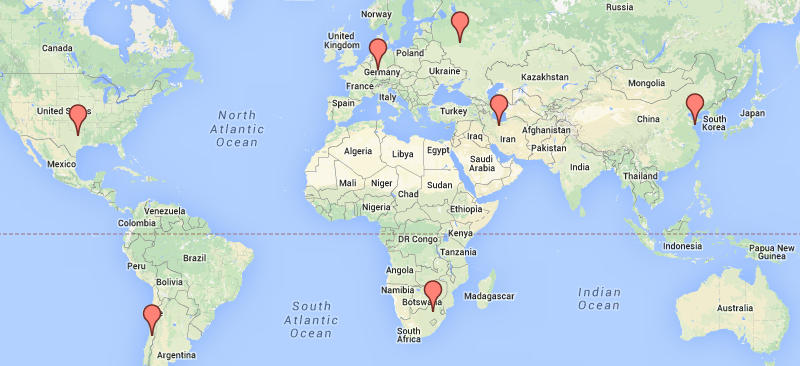 Norway
Russia
Canada
United
Kingdom
Poland
Germany
Ukraine
Kazakhstan
Mongolia
France
Italy
Spain
Turkey
United
North
Atlantic
Ocean
China
South
Korea
Japan
Iraq
Iran
Afghanistan
Pakistan
Algeria
Libya
Egypt
Saudi
Arabia
India
Mexico
Mali
Niger
Chad
Sudan
Thailand
Nigeria
Ethiopia
Venezuela
Colombia
DR Congo
Kenya
Tanzania
Indonesia
Papua New
Guinea
Peru
Brazil
Bolivia
Angola
Namibia
Botswana
Madagascar
Indian
Ocean
South
Atlantic
Ocean
Australia
South
Africa
Argentina